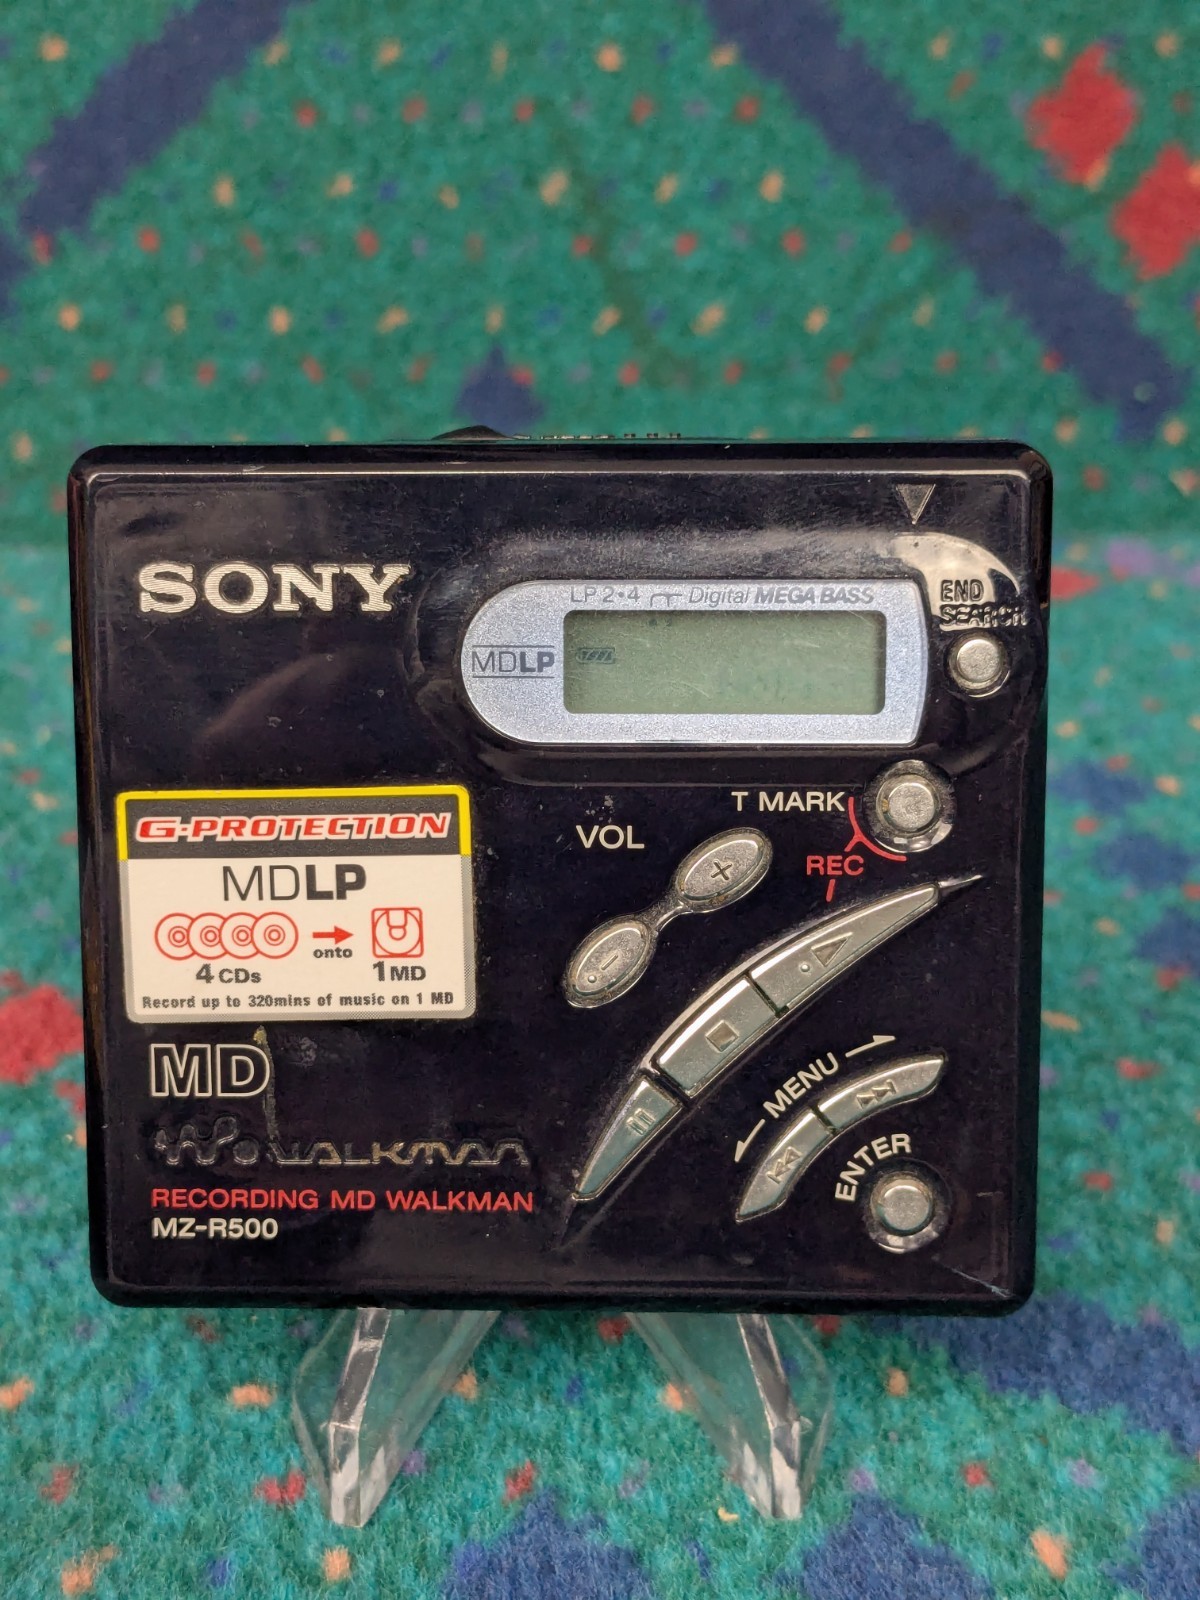 SONY
LP 2•4 Digital MEGA BASS
MDLP
END
SEARCH
T MARK
REC
VOL
+
-
G-PROTECTION
MDLP
4 CDs onto 1 MD
Record up to 320mins of music on 1 MD
MD
MENU
ENTER
WALKMAN
RECORDING MD WALKMAN
MZ-R500